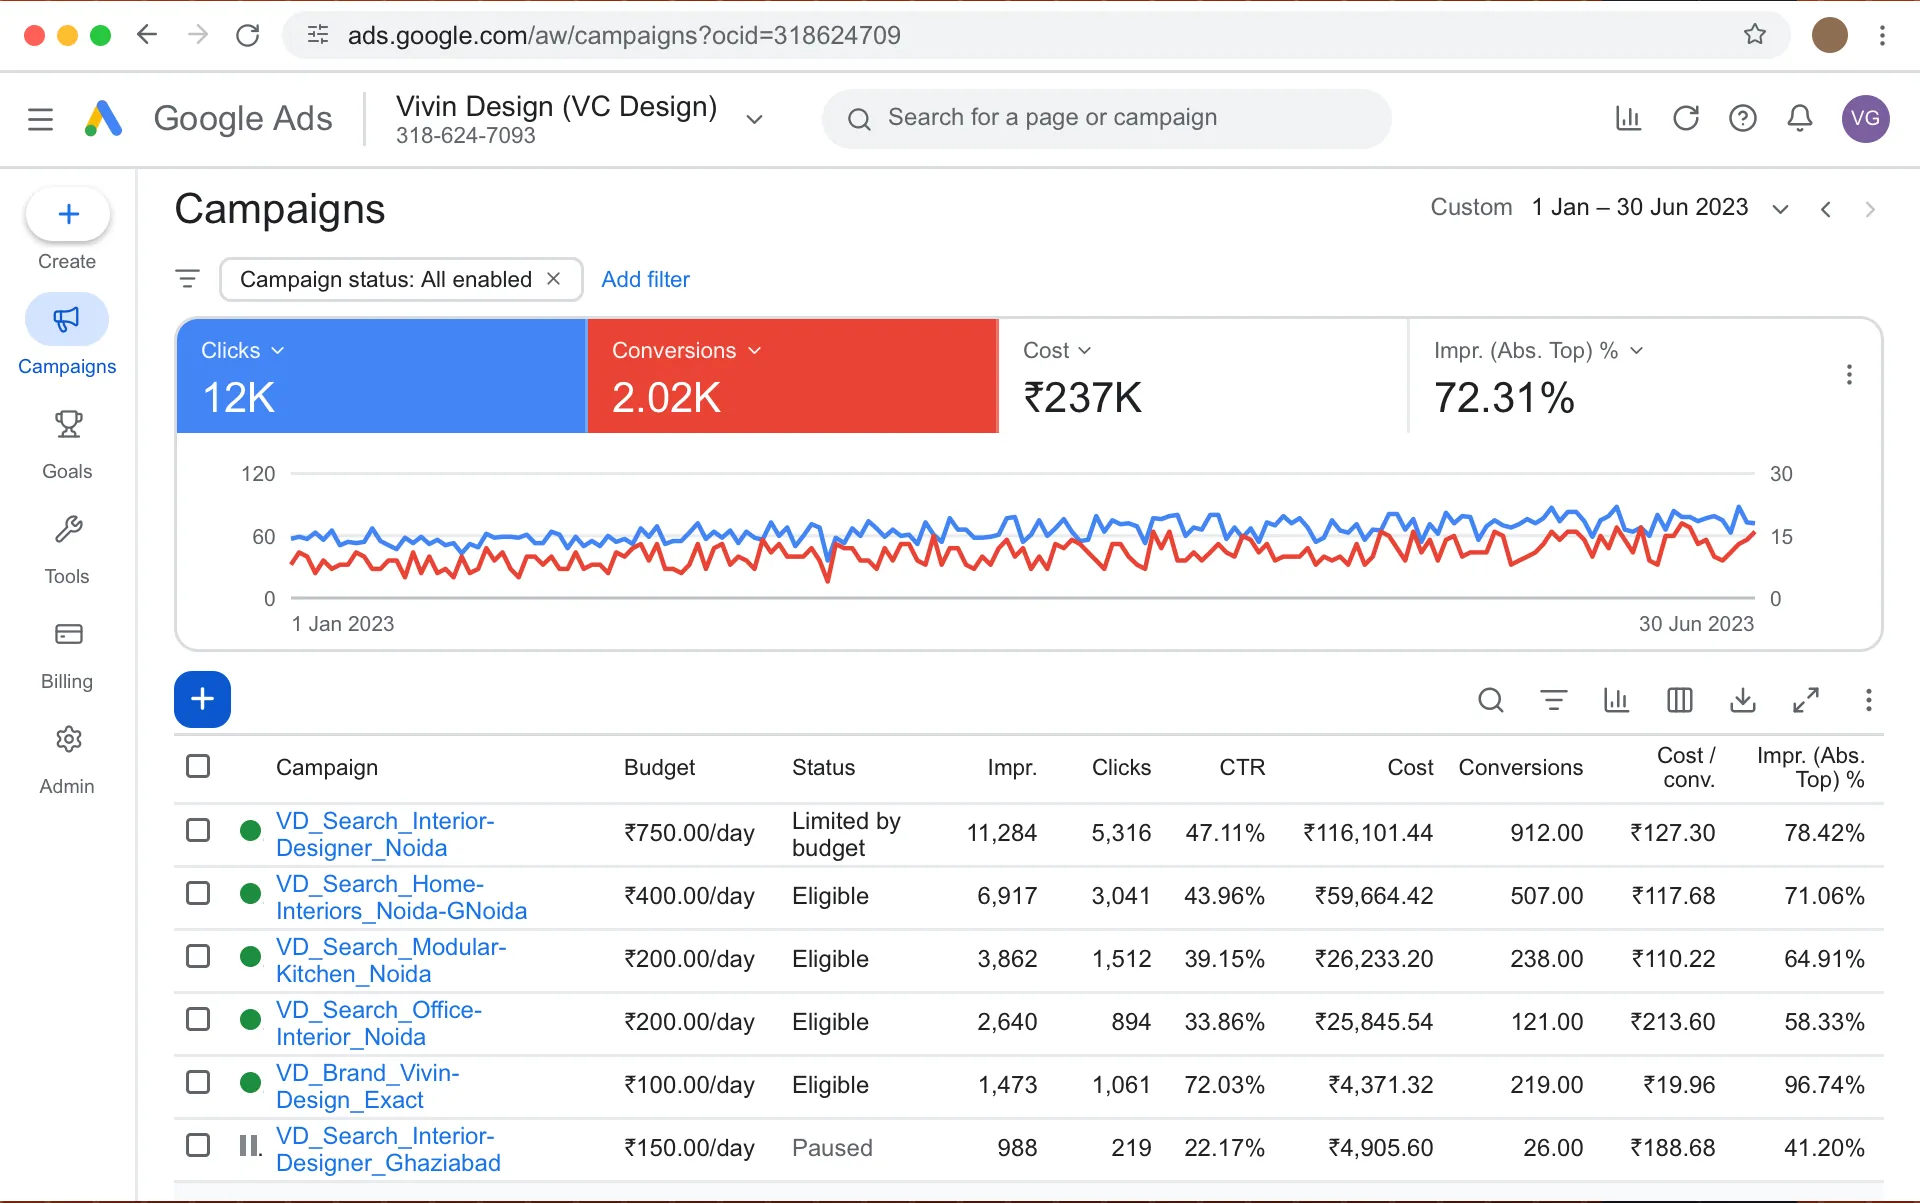 ads.google.com/aw/campaigns?ocid=318624709
Google Ads
Vivin Design (VC Design)
318-624-7093
Search for a page or campaign
VG
Create
Campaigns
Goals
Tools
Billing
Admin
Campaigns
Custom 1 Jan – 30 Jun 2023
Campaign status: All enabled
Add filter
Clicks
12K
Conversions
2.02K
Cost
₹237K
Impr. (Abs. Top) %
72.31%
120
60
0
30
15
0
1 Jan 2023
30 Jun 2023
Campaign Budget Status Impr. Clicks CTR Cost Conversions Cost / conv. Impr. (Abs. Top) %
VD_Search_Interior-
Designer_Noida
₹750.00/day
Limited by
budget
11,284 5,316 47.11% ₹116,101.44 912.00 ₹127.30 78.42%
VD_Search_Home-
Interiors_Noida-GNoida
₹400.00/day Eligible 6,917 3,041 43.96% ₹59,664.42 507.00 ₹117.68 71.06%
VD_Search_Modular-
Kitchen_Noida
₹200.00/day Eligible 3,862 1,512 39.15% ₹26,233.20 238.00 ₹110.22 64.91%
VD_Search_Office-
Interior_Noida
₹200.00/day Eligible 2,640 894 33.86% ₹25,845.54 121.00 ₹213.60 58.33%
VD_Brand_Vivin-
Design_Exact
₹100.00/day Eligible 1,473 1,061 72.03% ₹4,371.32 219.00 ₹19.96 96.74%
VD_Search_Interior-
Designer_Ghaziabad
₹150.00/day Paused 988 219 22.17% ₹4,905.60 26.00 ₹188.68 41.20%